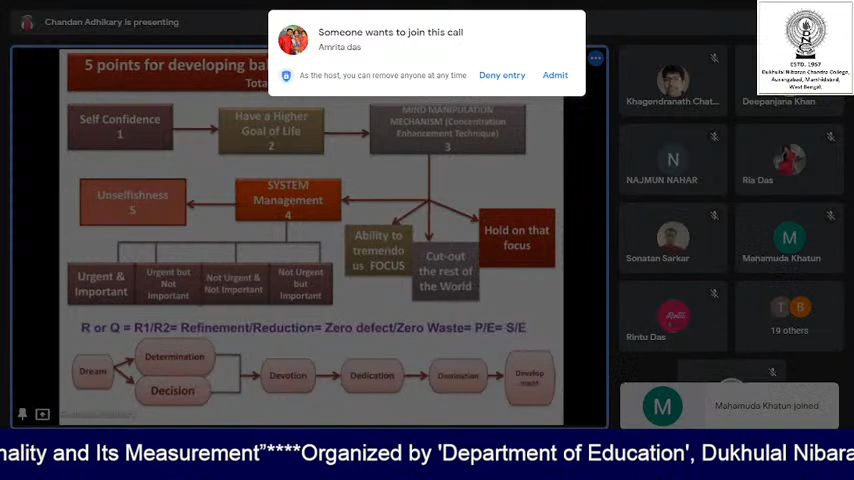 Chandan Adhikary is presenting
Someone wants to join this call
Amrita das
As the host, you can remove anyone at any time
Deny entry
Admit
ESTD. 1967
Dukhulal Nibaran Chandra College,
Aurangabad, Murshidabad,
West Bengal.
5 points for developing bal
Tota
Self Confidence
1
Have a Higher
Goal of Life
2
MIND MANIPULATION
MECHANISM (Concentration
Enhancement Technique)
3
Unselfishness
5
SYSTEM
Management
4
Ability to
tremendo
us FOCUS
Cut-out
the rest of
the World
Hold on that
focus
Urgent &
Important
Urgent but
Not
Important
Not Urgent &
Not Important
Not Urgent
but
Important
R or Q = R1/R2= Refinement/Reduction= Zero defect/Zero Waste= P/E= S/E
Dream
Determination
Decision
Devotion
Dedication
Develop
ment
Khagendranath Chat...
Deepanjana Khan
N
NAJMUN NAHAR
Ria Das
Sonatan Sarkar
M
Mahamuda Khatun
Rintu Das
T
B
19 others
M
Mahamuda Khatun joined
nality and Its Measurement”****Organized by 'Department of Education', Dukhulal Nibara